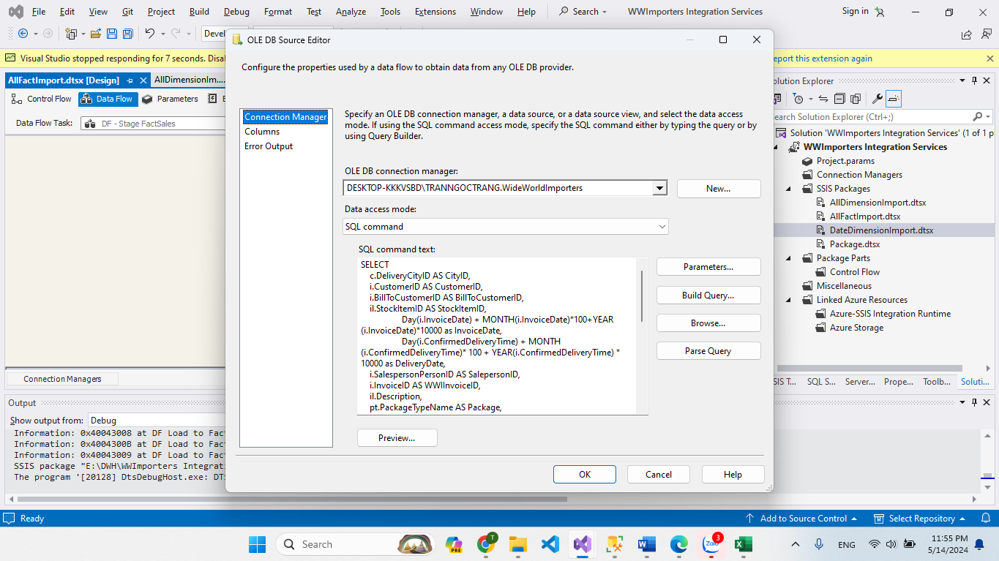 File Edit View Git Project Build Debug Format Test Analyze Tools Extensions Window Help Search WWImporters Integration Services Sign in
Devel
Visual Studio stopped responding for 7 seconds. Disa
eport this extension again
AllFactImport.dtsx [Design] AllDimensionIm....
Control Flow Data Flow Parameters E
Data Flow Task: DF - Stage FactSales
Connection Managers
OLE DB Source Editor
Configure the properties used by a data flow to obtain data from any OLE DB provider.
Connection Manager
Columns
Error Output
Specify an OLE DB connection manager, a data source, or a data source view, and select the data access
mode. If using the SQL command access mode, specify the SQL command either by typing the query or by
using Query Builder.
OLE DB connection manager:
DESKTOP-KKKVSBD\TRANNGOCTRANG.WideWorldImporters
New...
Data access mode:
SQL command
SQL command text:
SELECT
c.DeliveryCityID AS CityID,
i.CustomerID AS CustomerID,
i.BillToCustomerID AS BillToCustomerID,
il.StockItemID AS StockItemID,
Day(i.InvoiceDate) + MONTH(i.InvoiceDate)*100+YEAR
(i.InvoiceDate)*10000 as InvoiceDate,
Day(i.ConfirmedDeliveryTime) + MONTH
(i.ConfirmedDeliveryTime)* 100 + YEAR(i.ConfirmedDeliveryTime) *
10000 as DeliveryDate,
i.SalespersonPersonID AS SalepersonID,
i.InvoiceID AS WWIInvoiceID,
il.Description,
pt.PackageTypeName AS Package,
Parameters...
Build Query...
Browse...
Parse Query
Preview...
OK Cancel Help
olution Explorer
earch Solution Explorer (Ctrl+;)
Solution 'WWImporters Integration Services' (1 of 1 p
WWImporters Integration Services
Project.params
Connection Managers
SSIS Packages
AllDimensionImport.dtsx
AllFactImport.dtsx
DateDimensionImport.dtsx
Package.dtsx
Package Parts
Control Flow
Miscellaneous
Linked Azure Resources
Azure-SSIS Integration Runtime
Azure Storage
SIS T... SQL S... Server... Prope... Toolb... Soluti...
Output
Show output from: Debug
Information: 0x40043008 at DF Load to Fact
Information: 0x4004300B at DF Load to Fact
Information: 0x40043009 at DF Load to Fact
SSIS package "E:\DWH\WWImporters Integrati
The program '[20128] DtsDebugHost.exe: DTS
Ready Add to Source Control Select Repository
Search
PRE
T
Zalo
3
ENG
11:55 PM
5/14/2024